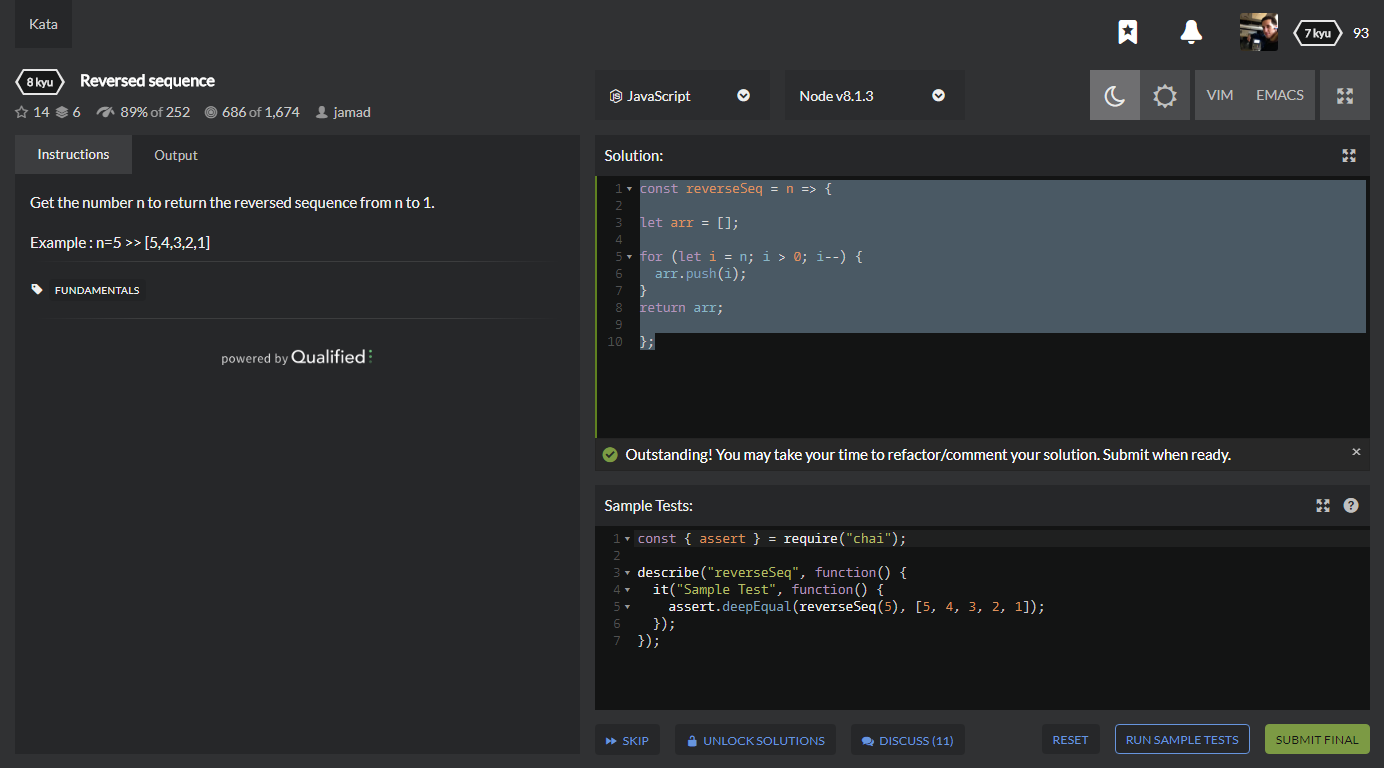 Kata
7 kyu 93
8 kyu Reversed sequence
14 6 89% of 252 686 of 1,674 jamad
JavaScript
Node v8.1.3
VIM EMACS
Instructions Output
Get the number n to return the reversed sequence from n to 1.
Example : n=5 >> [5,4,3,2,1]
FUNDAMENTALS
powered by Qualified
Solution:
1 const reverseSeq = n => {
2
3 let arr = [];
4
5 for (let i = n; i > 0; i--) {
6 arr.push(i);
7 }
8 return arr;
9
10 };
Outstanding! You may take your time to refactor/comment your solution. Submit when ready. ×
Sample Tests:
?
1 const { assert } = require("chai");
2
3 describe("reverseSeq", function() {
4 it("Sample Test", function() {
5 assert.deepEqual(reverseSeq(5), [5, 4, 3, 2, 1]);
6 });
7 });
SKIP UNLOCK SOLUTIONS DISCUSS (11) RESET RUN SAMPLE TESTS SUBMIT FINAL